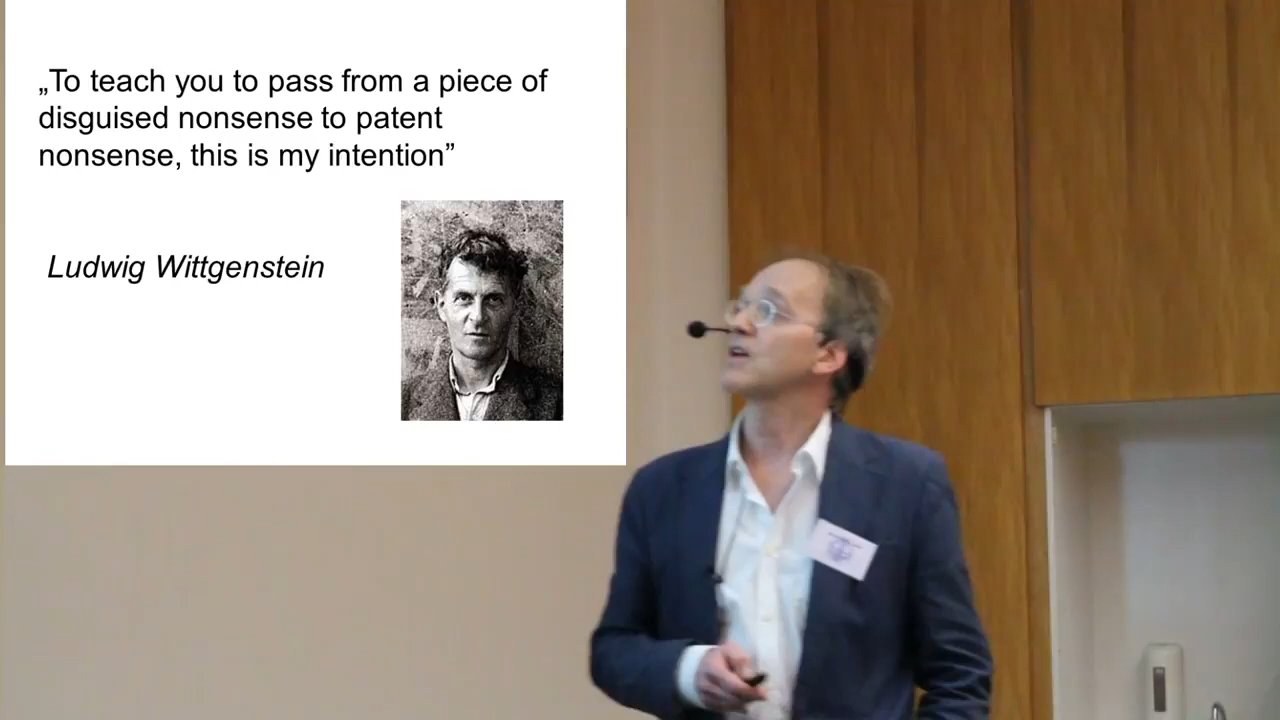 „To teach you to pass from a piece of
disguised nonsense to patent
nonsense, this is my intention”
Ludwig Wittgenstein